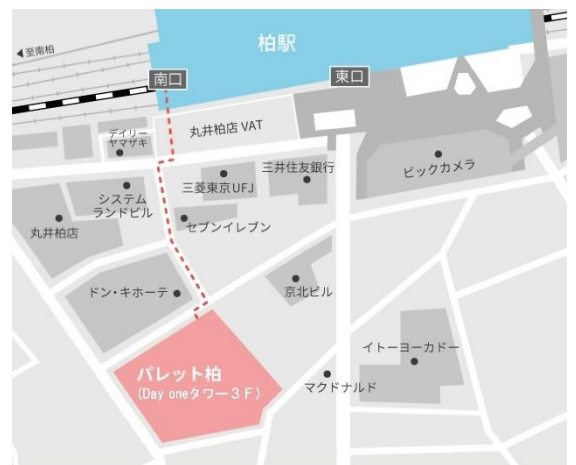 柏駅
◀至南柏
南口
東口
丸井柏店 VAT
デイリー
ヤマザキ
三井住友銀行
ビックカメラ
三菱東京UFJ
システム
ランドビル
セブンイレブン
丸井柏店
ドン・キホーテ
京北ビル
イトーヨーカドー
パレット柏
(Day oneタワー3F)
マクドナルド